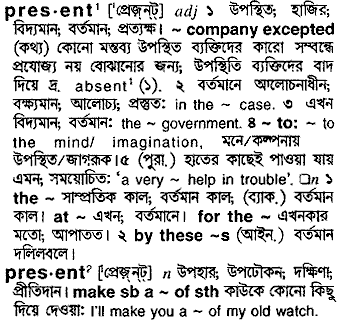 pres·ent¹ [ˈপ্রেজ়্‌ন্‌ট্] adj ১ উপস্থিত; হাজির;
বিদ্যমান; বর্তমান; প্রত্যক্ষ। ~ company excepted
(কথ্য) কোনো মন্তব্য উপস্থিত ব্যক্তিদের কারো সম্বন্ধে
প্রযোজ্য নয় বোঝানোর জন্য; উপস্থিতি ব্যক্তিদের বাদ
দিয়ে দ্র. absent¹ (১). ২ বর্তমানে আলোচনাধীন;
বক্ষ্যমান; আলোচ্য; প্রস্তুত: in the ~ case. ৩ এখন
বিদ্যমান; বর্তমান: the ~ government. ৪ ~ to: ~ to
the mind/ imagination, মনে/কল্পনায়
উপস্থিত/জাগরূক। ৫ (পুরা.) হাতের কাছেই পাওয়া যায়
এমন; সময়োচিত: ‘a very ~ help in trouble’. □n ১
the ~ সাম্প্রতিক কাল; বর্তমান কাল; (ব্যাক.) বর্তমান
কাল। at ~ এখন; বর্তমানে। for the ~ এখনকার
মতো; আপাতত। ২ by these ~s (আইন.) বর্তমান
দলিলবলে।
pres·ent² [ˈপ্রেজ়্‌ন্‌ট্] n উপহার; উপঢৌকন; দক্ষিণা;
প্রীতিদান। make sb a ~ of sth কাউকে কোনো কিছু
দিয়ে দেওয়া: I'll make you a ~ of my old watch.